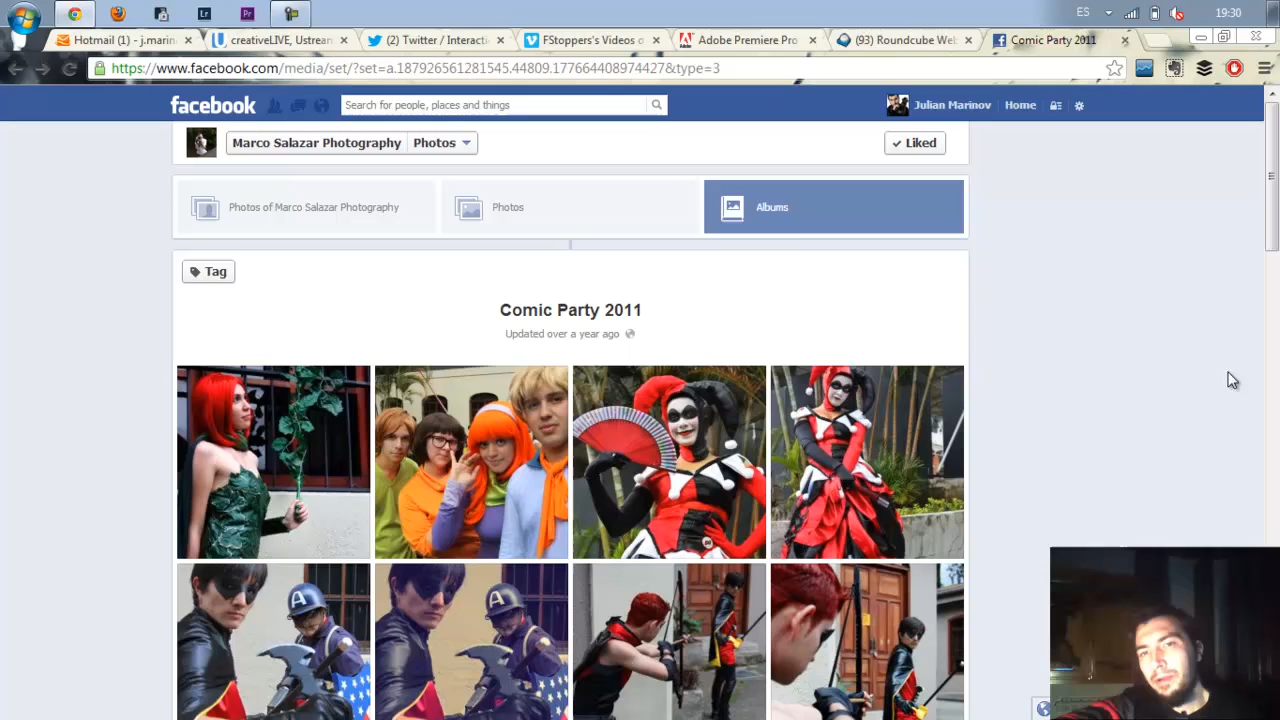 ES 19:30
Hotmail (1) - j.marin
creativeLIVE, Ustrean
(2) Twitter / Interacti
FStoppers's Videos o
Adobe Premiere Pro
(93) Roundcube Web
Comic Party 2011
https://www.facebook.com/media/set/?set=a.187926561281545.44809.177664408974427&type=3
facebook
Search for people, places and things
Julian Marinov Home
Marco Salazar Photography Photos
Liked
Photos of Marco Salazar Photography
Photos
Albums
Tag
Comic Party 2011
Updated over a year ago
A
A